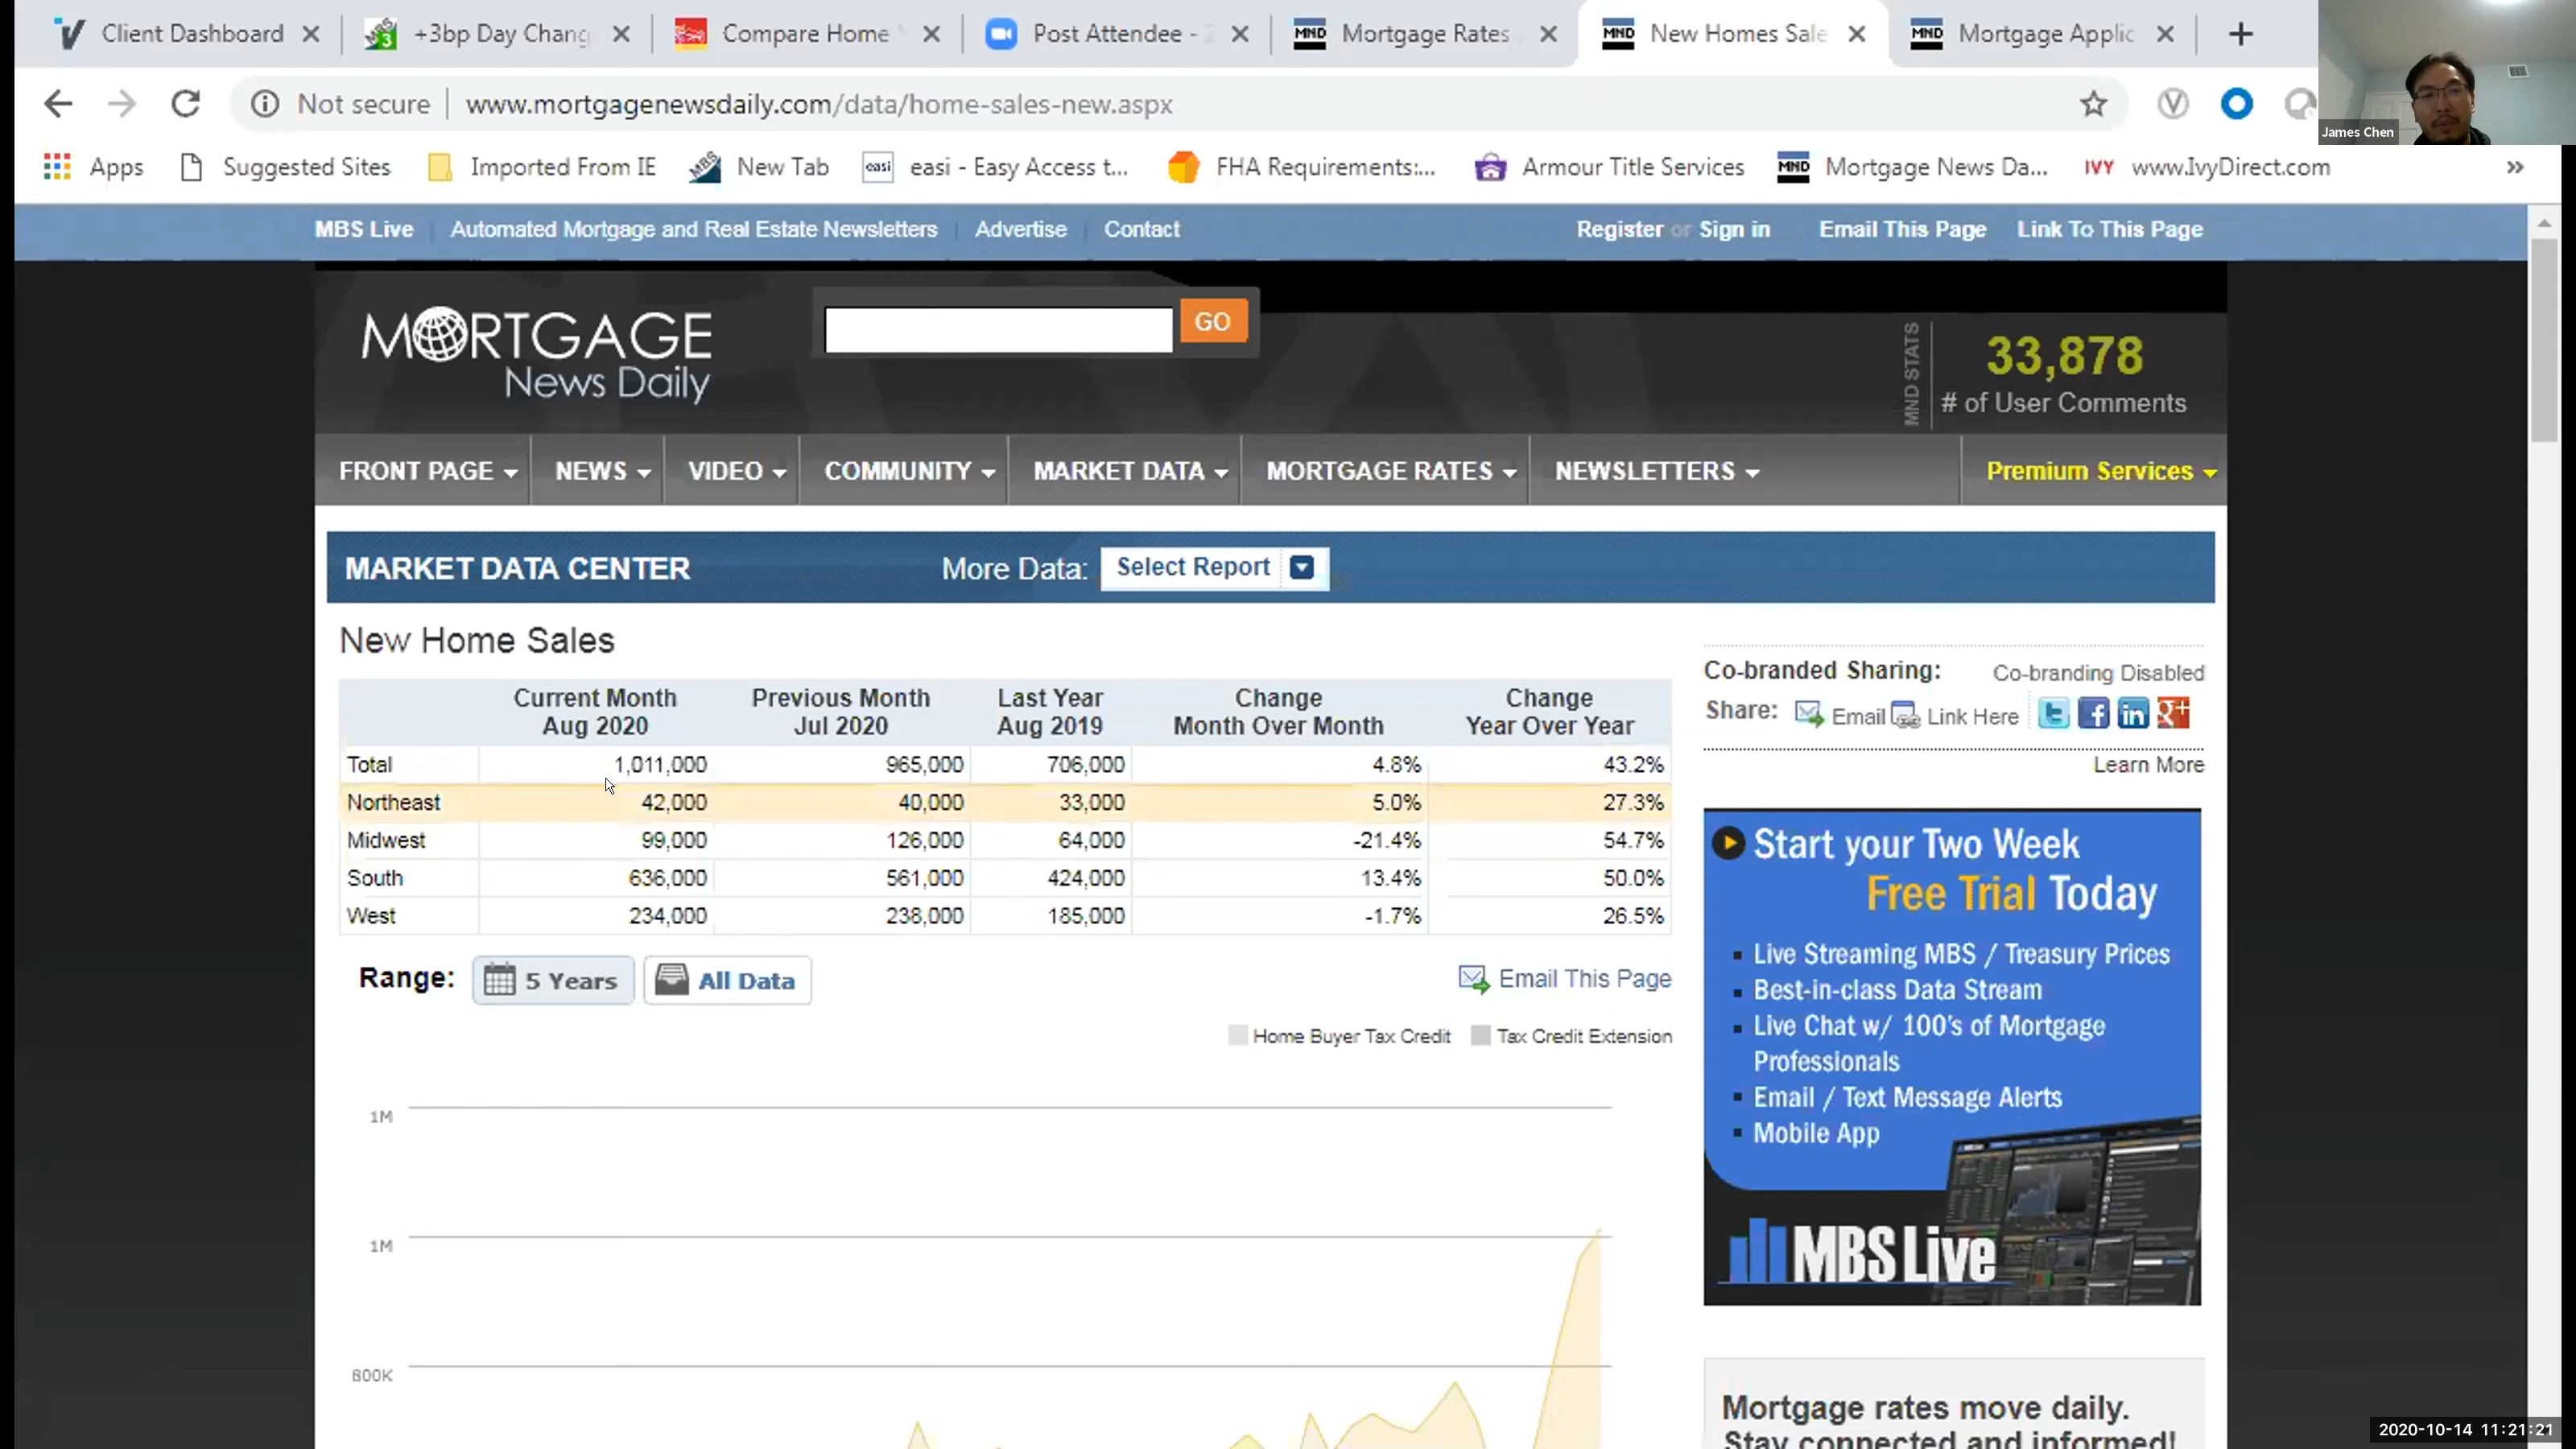 Client Dashboard
+3bp Day Chang
Compare Home
Post Attendee -
MND Mortgage Rates
MND New Homes Sale
MND Mortgage Applic
Not secure www.mortgagenewsdaily.com/data/home-sales-new.aspx
James Chen
Apps Suggested Sites Imported From IE MBS New Tab easi easi - Easy Access t... FHA Requirements:... Armour Title Services MND Mortgage News Da... IVY www.IvyDirect.com »
MBS Live Automated Mortgage and Real Estate Newsletters Advertise Contact Register or Sign in Email This Page Link To This Page
MORTGAGE
News Daily
GO
MND STATS
33,878
# of User Comments
FRONT PAGE NEWS VIDEO COMMUNITY MARKET DATA MORTGAGE RATES NEWSLETTERS Premium Services
MARKET DATA CENTER More Data: Select Report
New Home Sales
Current Month Previous Month Last Year Change Change
Aug 2020 Jul 2020 Aug 2019 Month Over Month Year Over Year
Total 1,011,000 965,000 706,000 4.8% 43.2%
Northeast 42,000 40,000 33,000 5.0% 27.3%
Midwest 99,000 126,000 64,000 -21.4% 54.7%
South 636,000 561,000 424,000 13.4% 50.0%
West 234,000 238,000 185,000 -1.7% 26.5%
Range: 5 Years All Data Email This Page
Home Buyer Tax Credit Tax Credit Extension
1M
1M
800K
Co-branded Sharing: Co-branding Disabled
Share: Email Link Here
Learn More
Start your Two Week
Free Trial Today
Live Streaming MBS / Treasury Prices
Best-in-class Data Stream
Live Chat w/ 100's of Mortgage
Professionals
Email / Text Message Alerts
Mobile App
MBS Live
Mortgage rates move daily.
Stay connected and informed!
2020-10-14 11:21:21